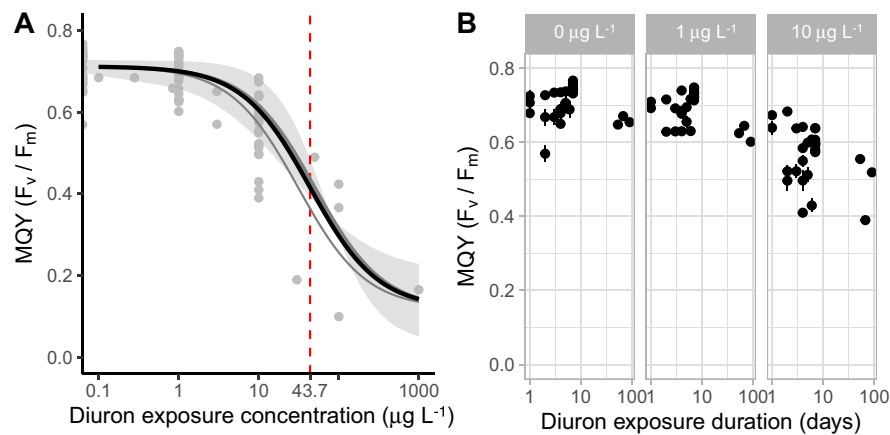 A
0.8
0.6
0.4
0.2
0.0
MQY (Fv / Fm)
0.1
1
10
43.7
1000
Diuron exposure concentration (μg L⁻¹)
B
0 μg L⁻¹
1 μg L⁻¹
10 μg L⁻¹
0.8
0.6
0.4
0.2
0.0
MQY (Fv / Fm)
1 10 100 1 10 100 1 10 100
Diuron exposure duration (days)